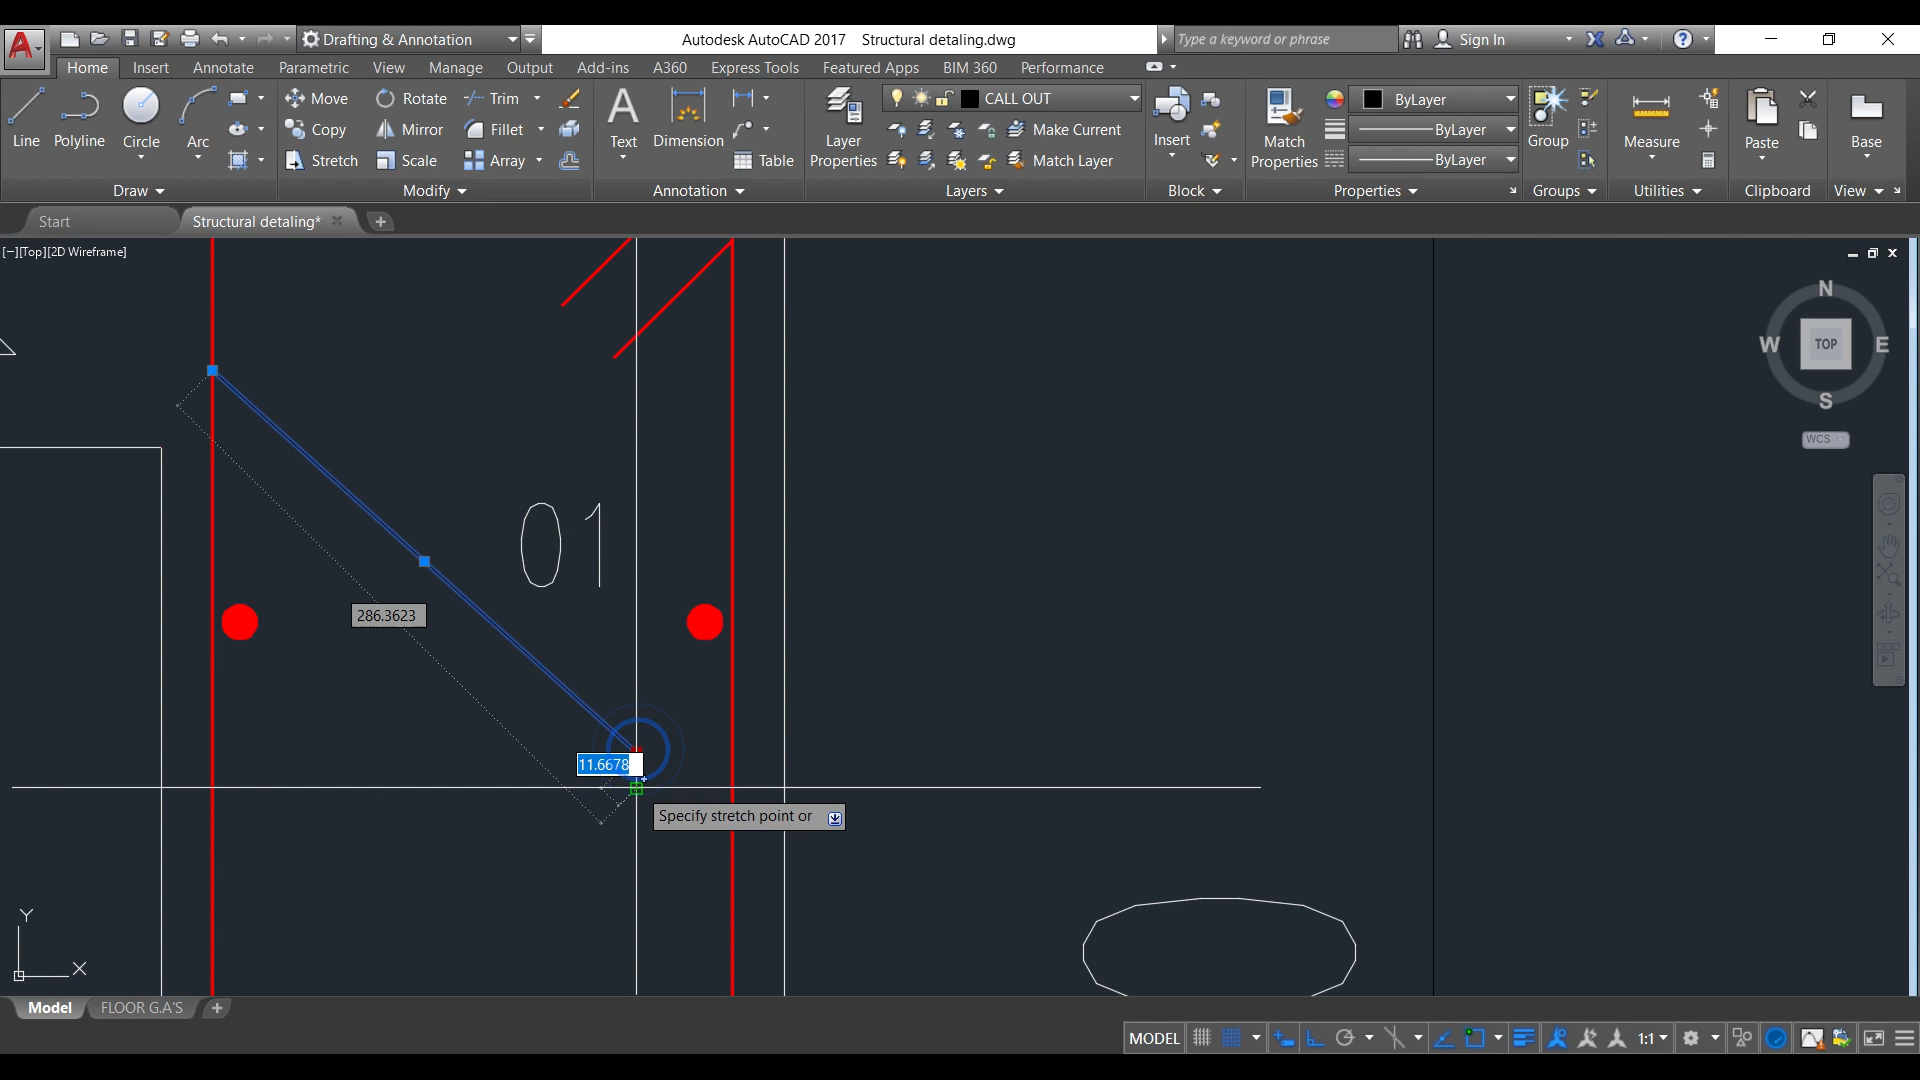 Drafting & Annotation
Autodesk AutoCAD 2017 Structural detaling.dwg
Type a keyword or phrase
Sign In
Home Insert Annotate Parametric View Manage Output Add-ins A360 Express Tools Featured Apps BIM 360 Performance
Line Polyline Circle Arc
Move Rotate Trim
Copy Mirror Fillet
Stretch Scale Array
Text Dimension Table
Layer Properties
CALL OUT
Make Current
Match Layer
Insert
Match Properties
ByLayer
ByLayer
ByLayer
Group
Measure
Paste
Base
Draw Modify Annotation Layers Block Properties Groups Utilities Clipboard View
Start Structural detaling*
[−][Top][2D Wireframe]
N
W TOP E
S
WCS
01
286.3623
11.6678
Specify stretch point or
Y
X
Model FLOOR G.A'S
MODEL 1:1